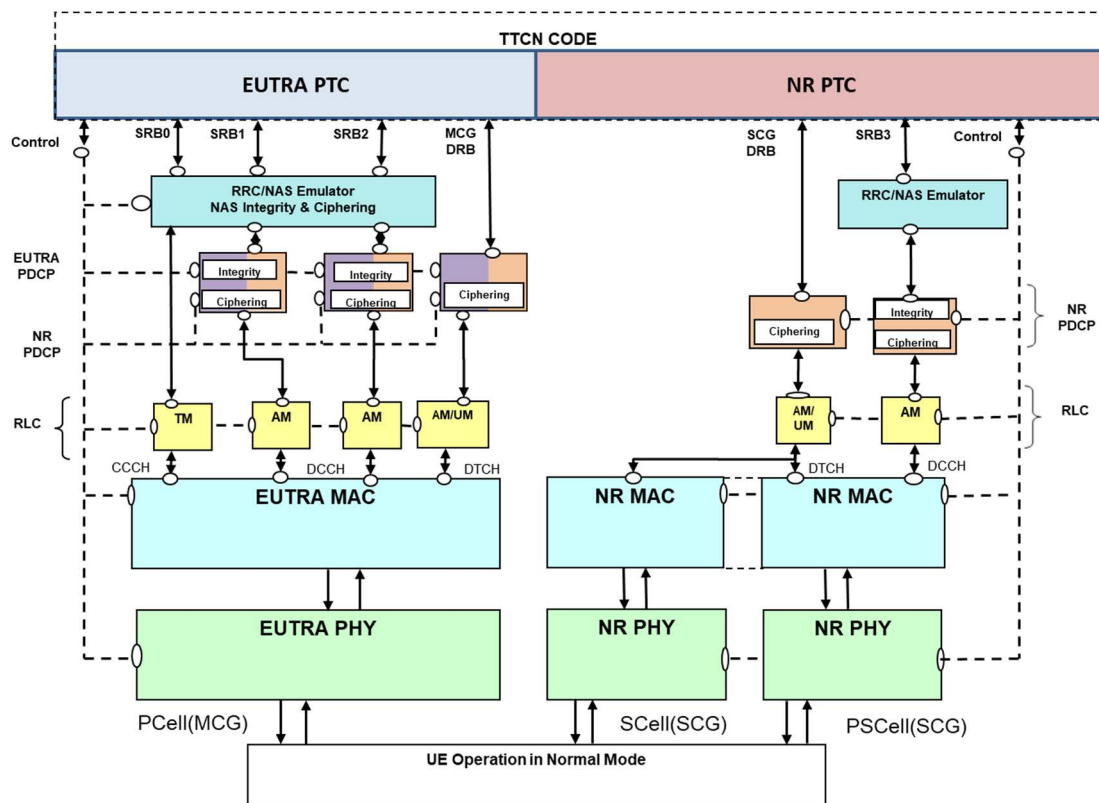 TTCN CODE
EUTRA PTC
NR PTC
Control
SRB0
SRB1
SRB2
MCG
DRB
SCG
DRB
SRB3
Control
RRC/NAS Emulator
NAS Integrity & Ciphering
RRC/NAS Emulator
EUTRA
PDCP
Integrity
Ciphering
Integrity
Ciphering
Ciphering
NR
PDCP
Ciphering
Integrity
Ciphering
NR
PDCP
RLC
TM
AM
AM
AM/UM
AM/
UM
AM
RLC
CCCH
DCCH
DTCH
DTCH
DCCH
EUTRA MAC
NR MAC
NR MAC
EUTRA PHY
NR PHY
NR PHY
PCell(MCG)
SCell(SCG)
PSCell(SCG)
UE Operation in Normal Mode